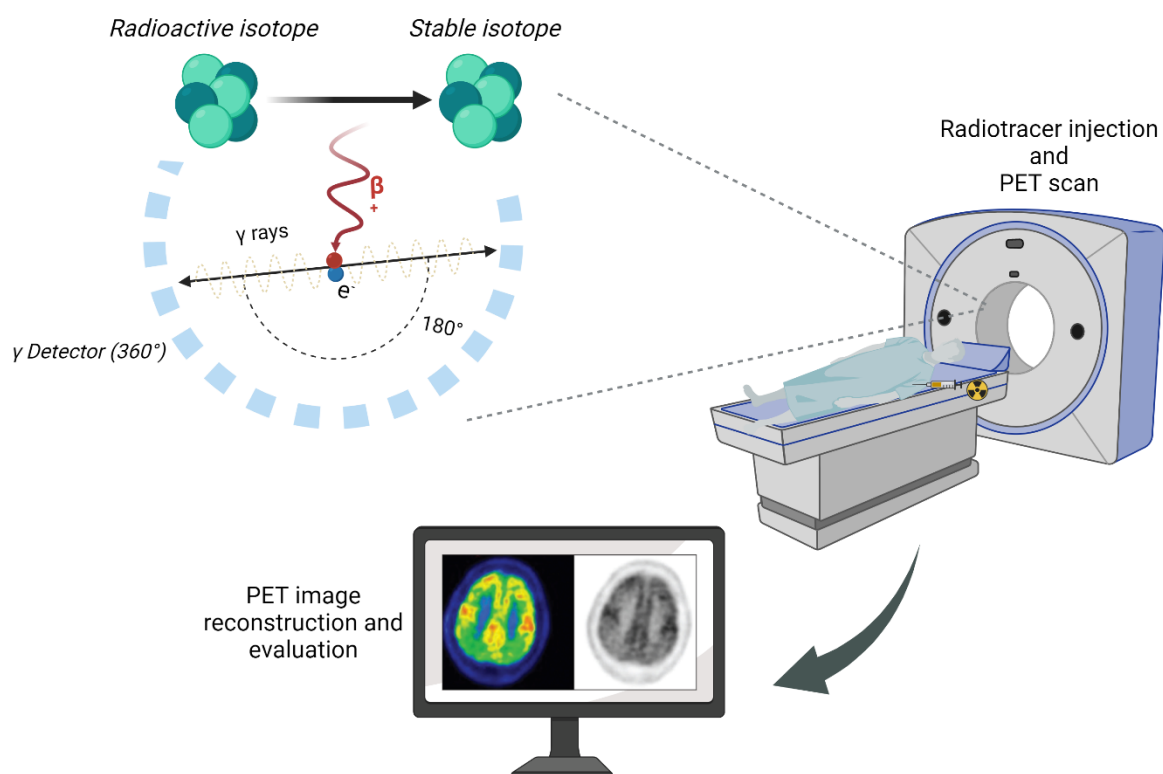 Radioactive isotope
Stable isotope
Radiotracer injection
and
PET scan
β
+
γ rays
e-
180°
γ Detector (360°)
PET image
reconstruction and
evaluation